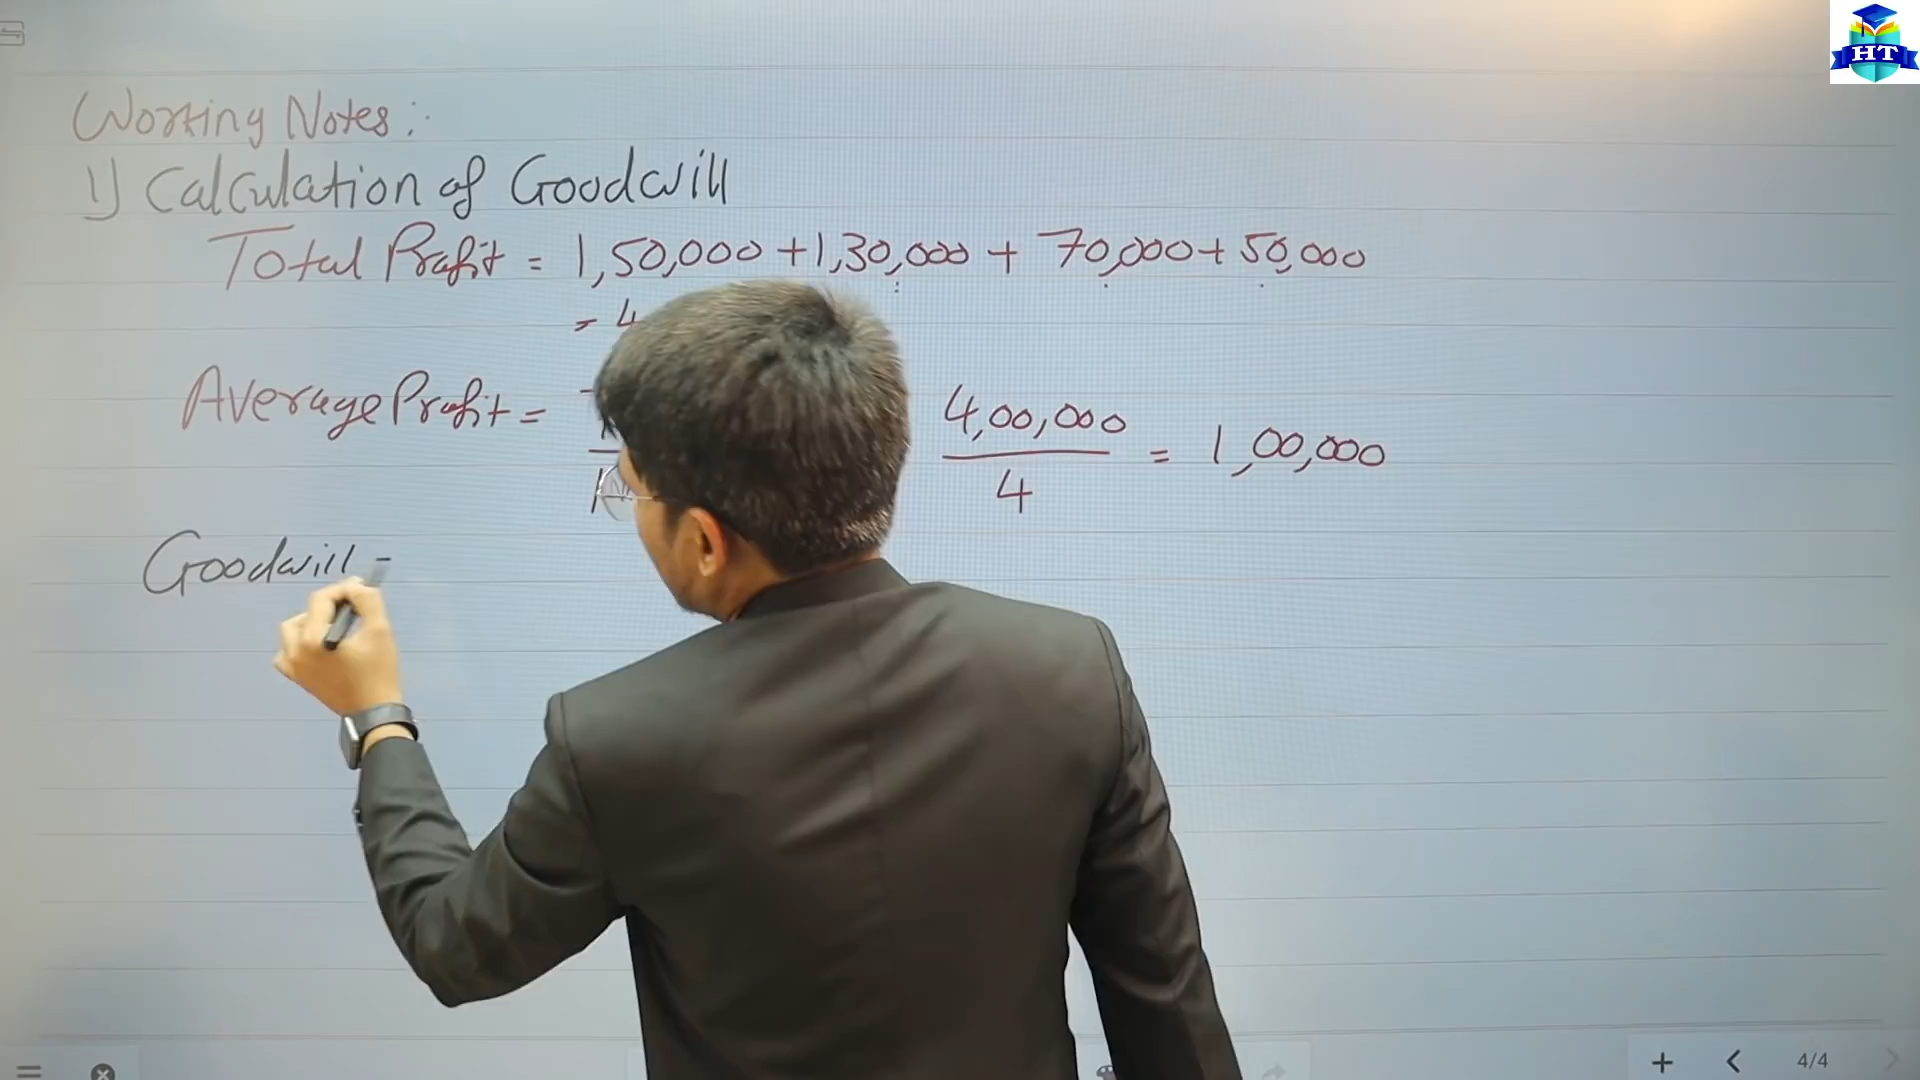 HT
Working Notes:
1) Calculation of Goodwill
Total Profit = 1,50,000 + 1,30,000 + 70,000 + 50,000
= 4
Average Profit = 4,00,000 / 4 = 1,00,000
Goodwill =
4/4